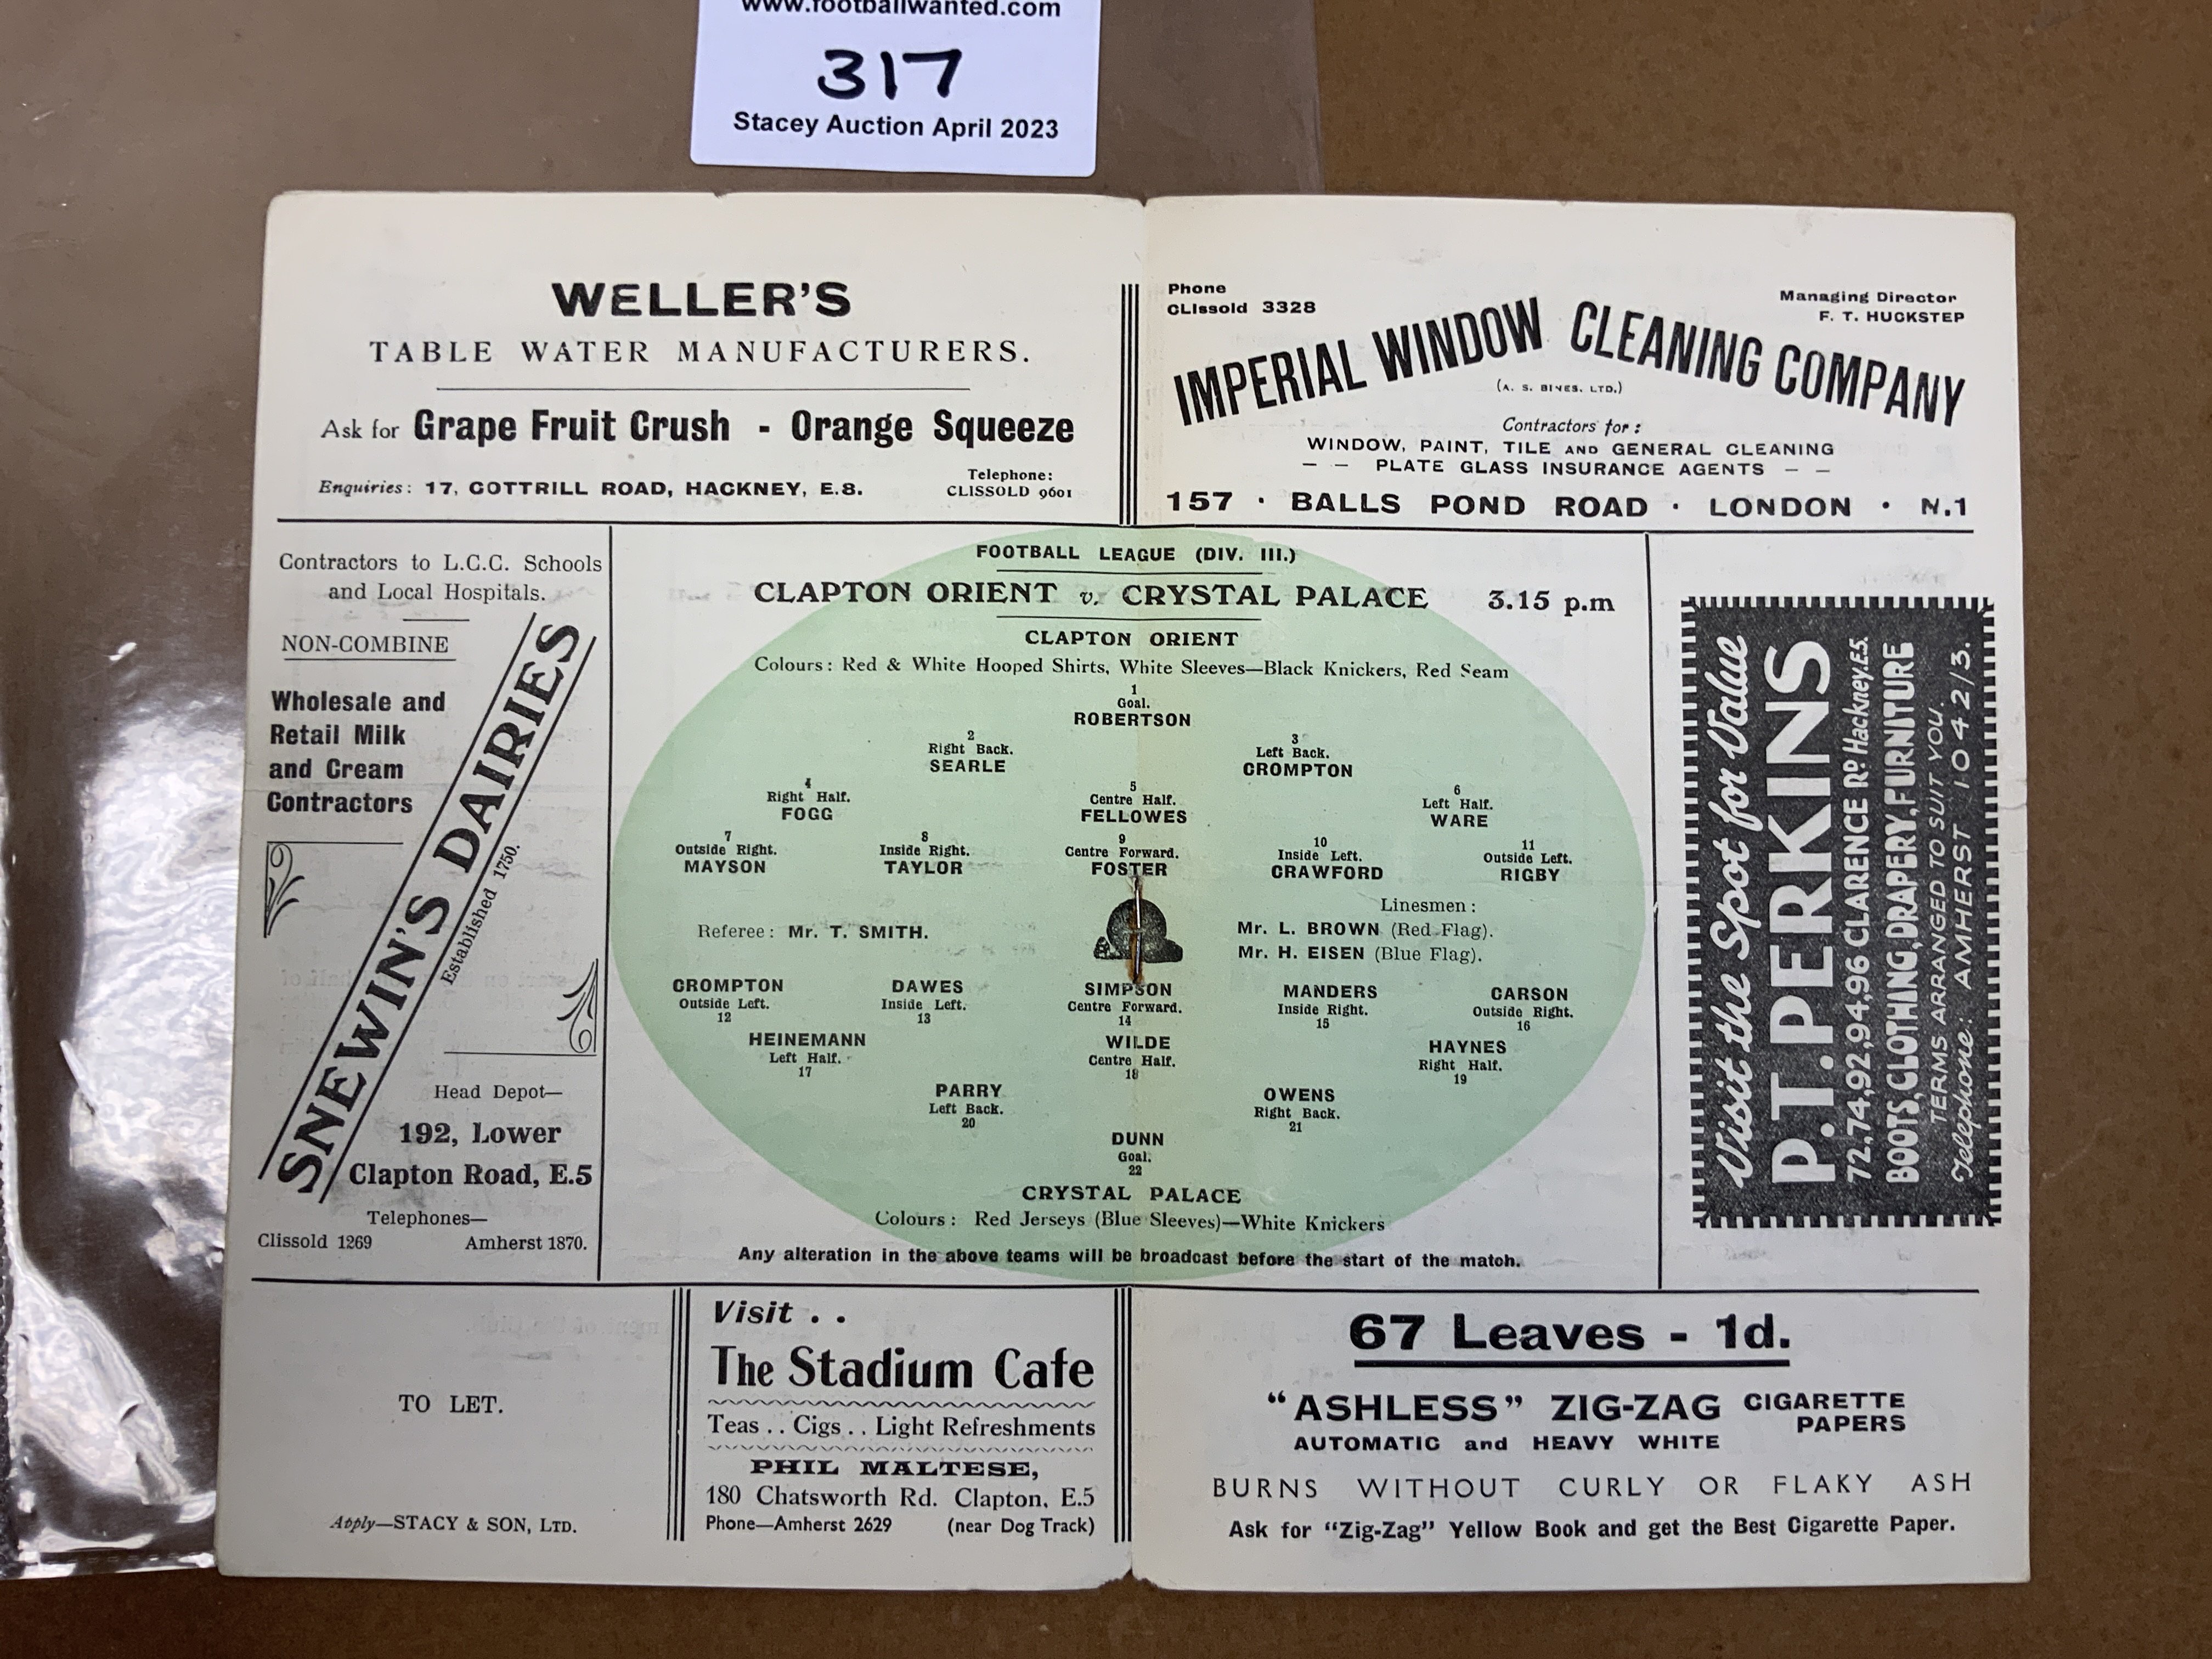 www.footballwanted.com
317
Stacey Auction April 2023
WELLER'S
TABLE WATER MANUFACTURERS.
Ask for Grape Fruit Crush - Orange Squeeze
Enquiries: 17, COTTRILL ROAD, HACKNEY, E.8.
Telephone:
CLISSOLD 9601
Phone
CLIssold 3328
Managing Director
F. T. HUCKSTEP
IMPERIAL WINDOW CLEANING COMPANY
(A. S. BINES. LTD.)
Contractors for:
WINDOW, PAINT, TILE AND GENERAL CLEANING
– – PLATE GLASS INSURANCE AGENTS – –
157 · BALLS POND ROAD · LONDON · N.1
Contractors to L.C.C. Schools
and Local Hospitals.
NON-COMBINE
Wholesale and
Retail Milk
and Cream
Contractors
SNEWIN'S DAIRIES
Established 1750.
Head Depot—
192, Lower
Clapton Road, E.5
Telephones—
Clissold 1269 Amherst 1870.
FOOTBALL LEAGUE (DIV. III.)
CLAPTON ORIENT v. CRYSTAL PALACE 3.15 p.m
CLAPTON ORIENT
Colours: Red & White Hooped Shirts, White Sleeves—Black Knickers, Red Seam
1
Goal.
ROBERTSON
2 3
Right Back. Left Back.
SEARLE CROMPTON
4 5 6
Right Half. Centre Half. Left Half.
FOGG FELLOWES WARE
7 8 9 10 11
Outside Right. Inside Right. Centre Forward. Inside Left. Outside Left.
MAYSON TAYLOR FOSTER CRAWFORD RIGBY
Referee: Mr. T. SMITH.
Linesmen:
Mr. L. BROWN (Red Flag).
Mr. H. EISEN (Blue Flag).
CROMPTON DAWES SIMPSON MANDERS CARSON
Outside Left. Inside Left. Centre Forward. Inside Right. Outside Right.
12 13 14 15 16
HEINEMANN WILDE HAYNES
Left Half. Centre Half. Right Half.
17 18 19
PARRY OWENS
Left Back. Right Back.
20 21
DUNN
Goal.
22
CRYSTAL PALACE
Colours: Red Jerseys (Blue Sleeves)—White Knickers
Any alteration in the above teams will be broadcast before the start of the match.
Visit the Spot for Value
P.T. PERKINS
72,74,92,94,96 CLARENCE RD Hackney.E5.
BOOTS, CLOTHING, DRAPERY, FURNITURE
TERMS ARRANGED TO SUIT YOU.
Telephone: AMHERST 1042/3.
TO LET.
Apply—STACY & SON, LTD.
Visit . .
The Stadium Cafe
Teas . . Cigs . . Light Refreshments
PHIL MALTESE,
180 Chatsworth Rd. Clapton, E.5
Phone—Amherst 2629 (near Dog Track)
67 Leaves - 1d.
"ASHLESS" ZIG-ZAG CIGARETTE
PAPERS
AUTOMATIC and HEAVY WHITE
BURNS WITHOUT CURLY OR FLAKY ASH
Ask for "Zig-Zag" Yellow Book and get the Best Cigarette Paper.